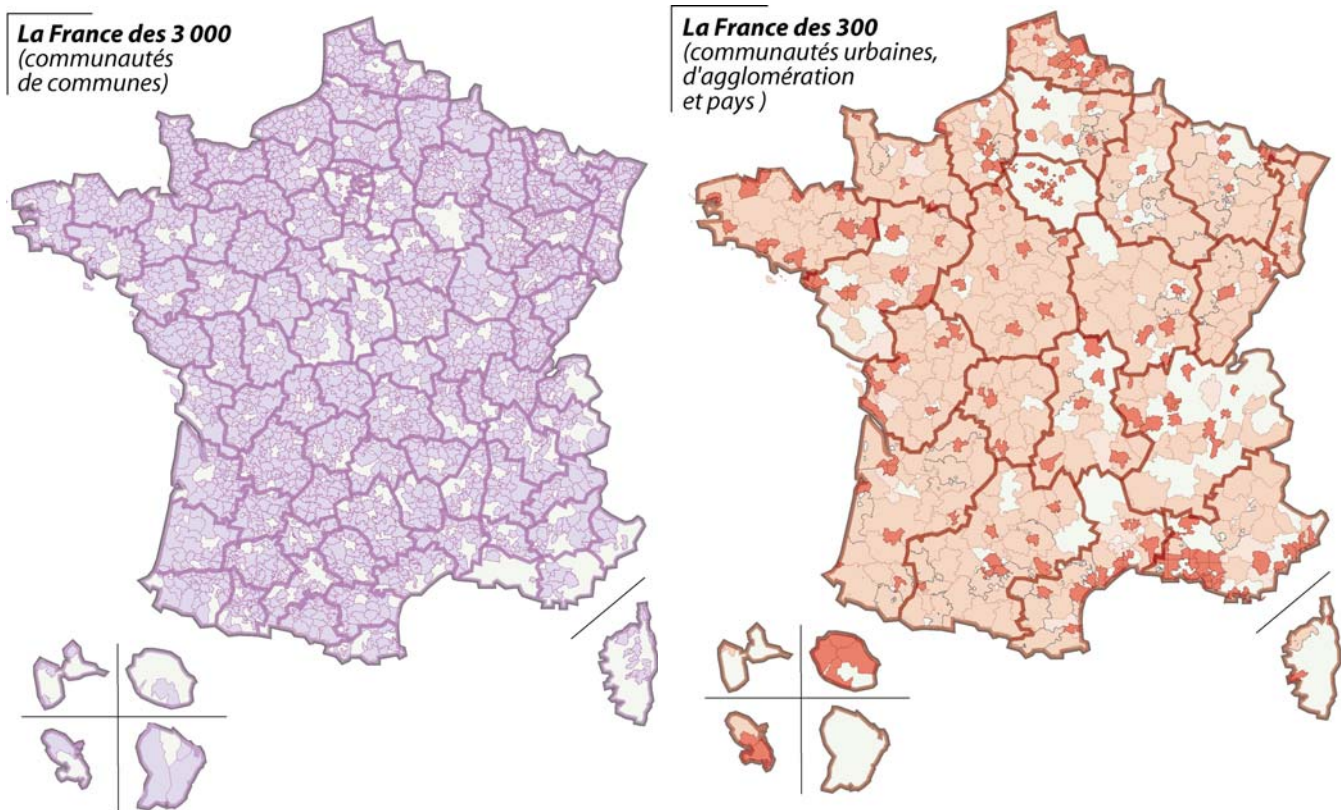 La France des 3 000
(communautés
de communes)
La France des 300
(communautés urbaines,
d'agglomération
et pays )